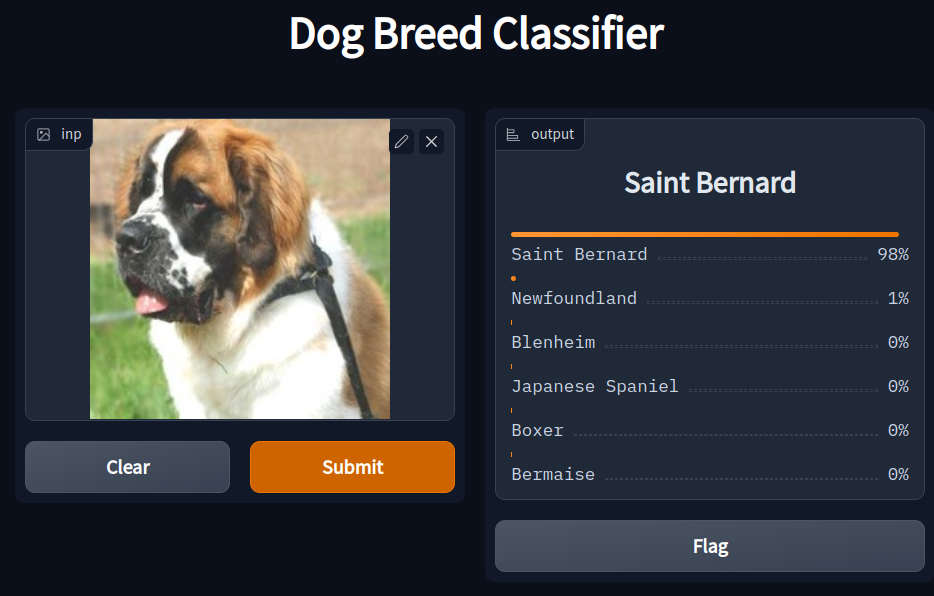 Dog Breed Classifier
inp
output
Saint Bernard
Saint Bernard 98%
Newfoundland 1%
Blenheim 0%
Japanese Spaniel 0%
Boxer 0%
Bermaise 0%
Clear
Submit
Flag